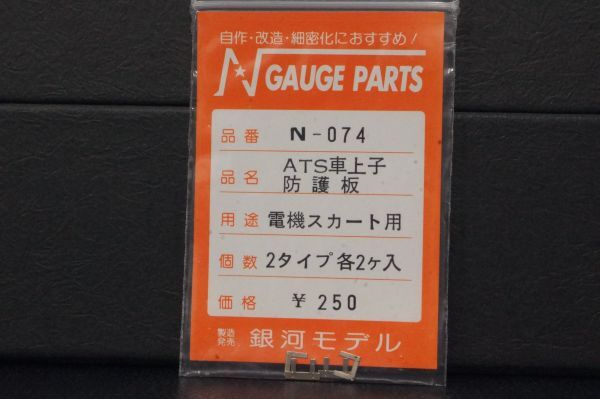 自作・改造・細密化におすすめ!
N GAUGE PARTS
品番 N-074
品名 ATS車上子
防護板
用途 電機スカート用
個数 2タイプ各2ケ入
価格 ¥250
製造
発売 銀河モデル